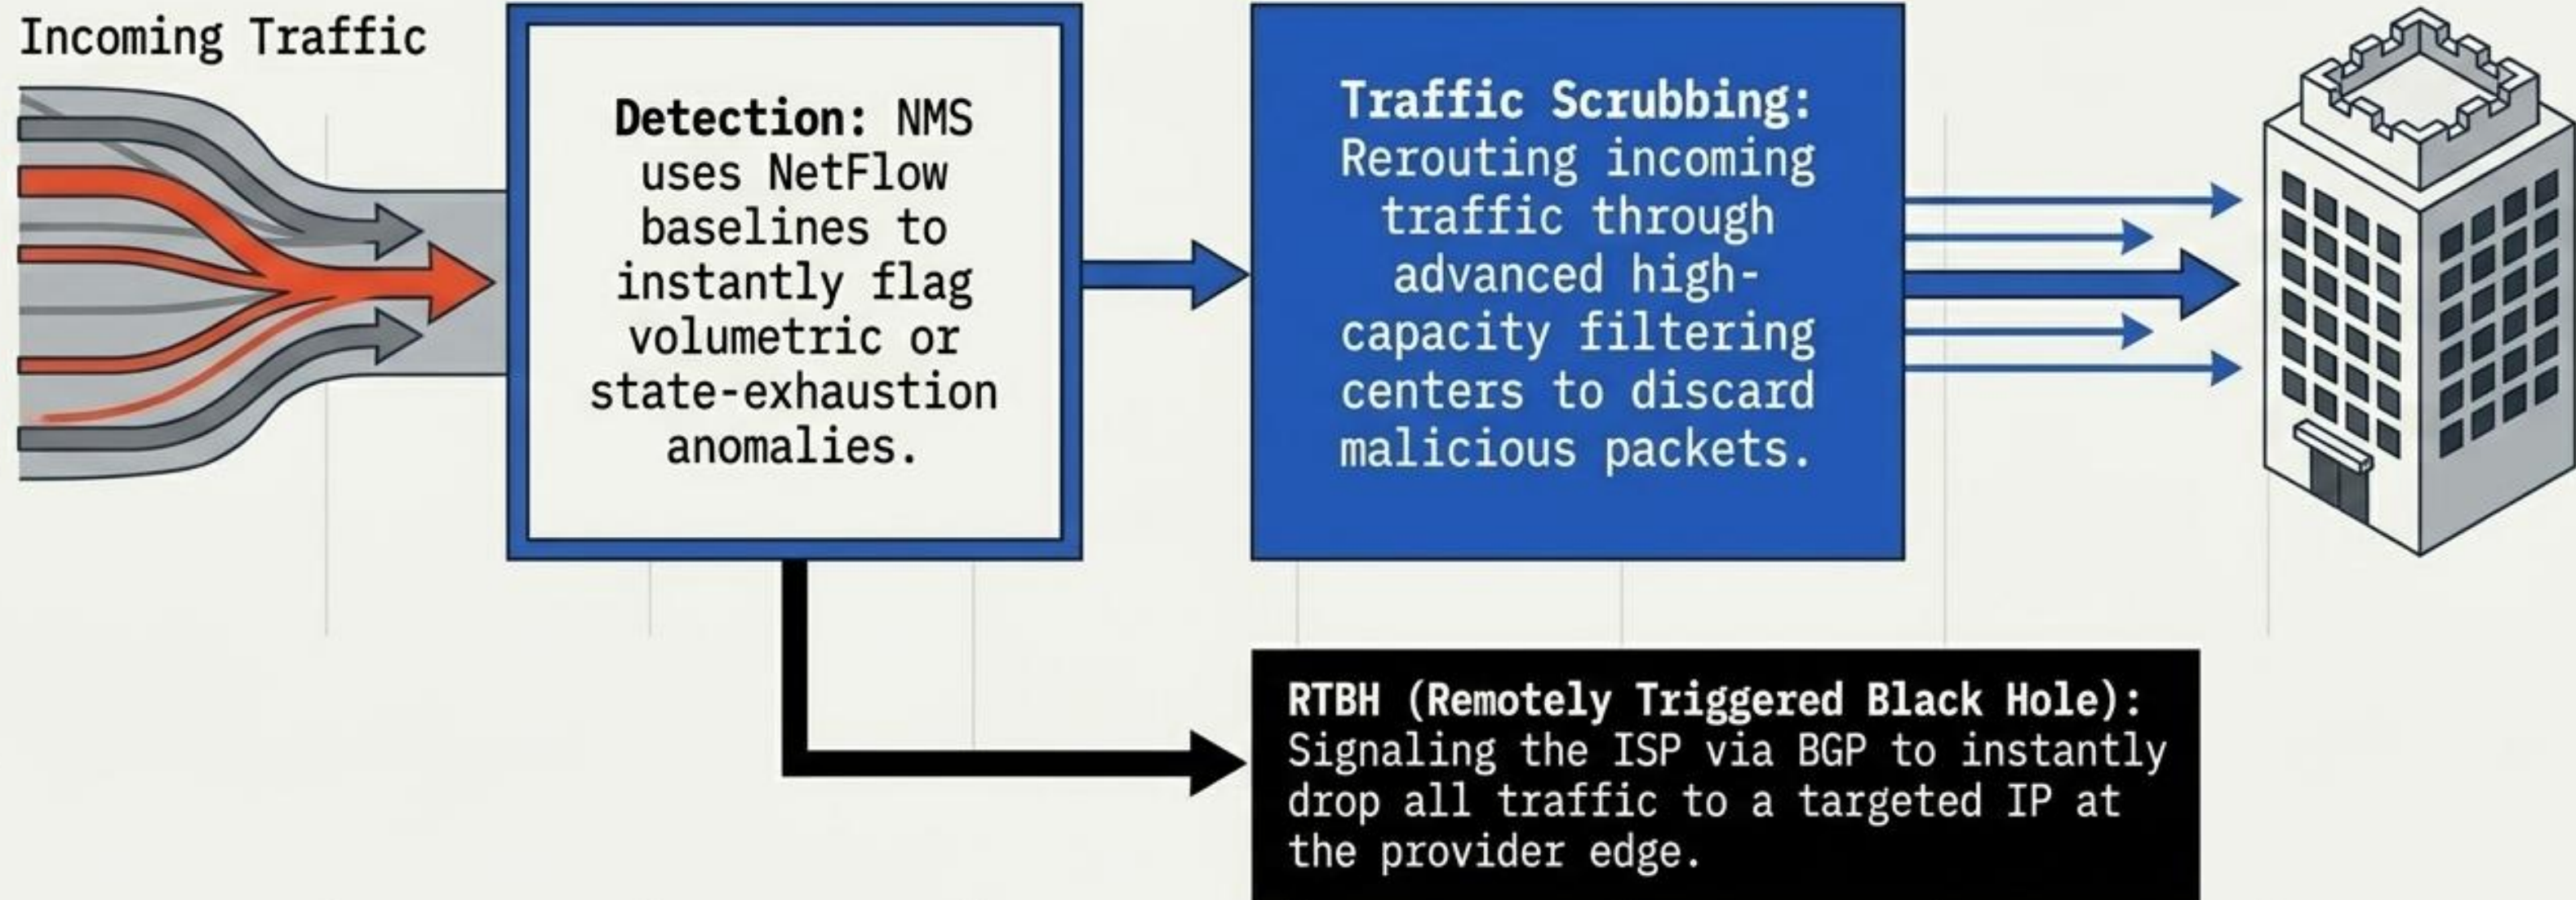 Incoming Traffic
Detection: NMS
uses NetFlow
baselines to
instantly flag
volumetric or
state-exhaustion
anomalies.
Traffic Scrubbing:
Rerouting incoming
traffic through
advanced high-
capacity filtering
centers to discard
malicious packets.
RTBH (Remotely Triggered Black Hole):
Signaling the ISP via BGP to instantly
drop all traffic to a targeted IP at
the provider edge.